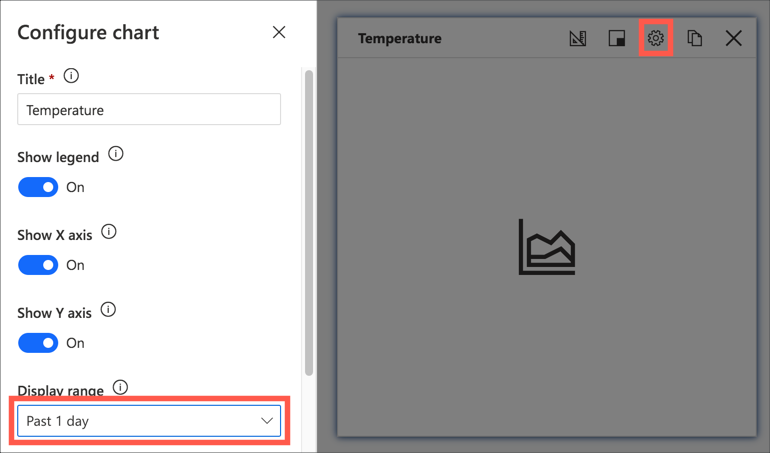 Configure chart
Title *
Temperature
Show legend
On
Show X axis
On
Show Y axis
On
Display range
Past 1 day
Temperature